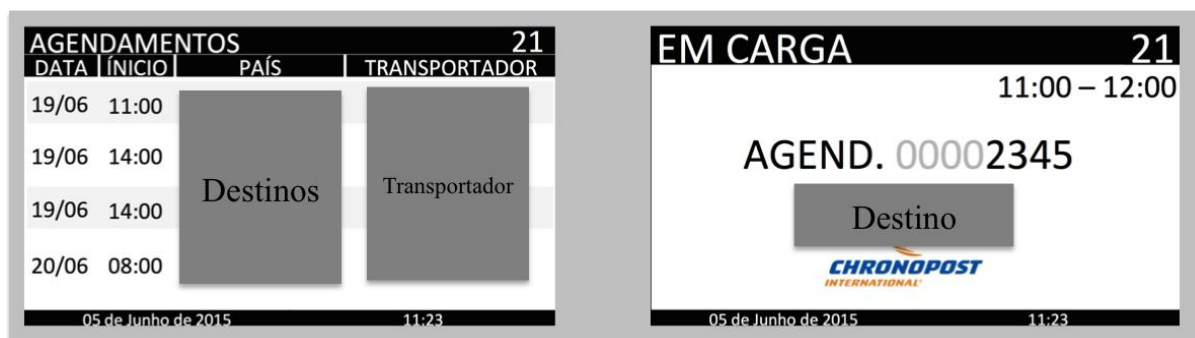 AGENDAMENTOS 21
DATA ÍNICIO PAÍS TRANSPORTADOR
19/06 11:00
19/06 14:00
Destinos Transportador
19/06 14:00
20/06 08:00
05 de Junho de 2015 11:23
EM CARGA 21
11:00 – 12:00
AGEND. 00002345
Destino
CHRONOPOST
INTERNATIONAL
05 de Junho de 2015 11:23